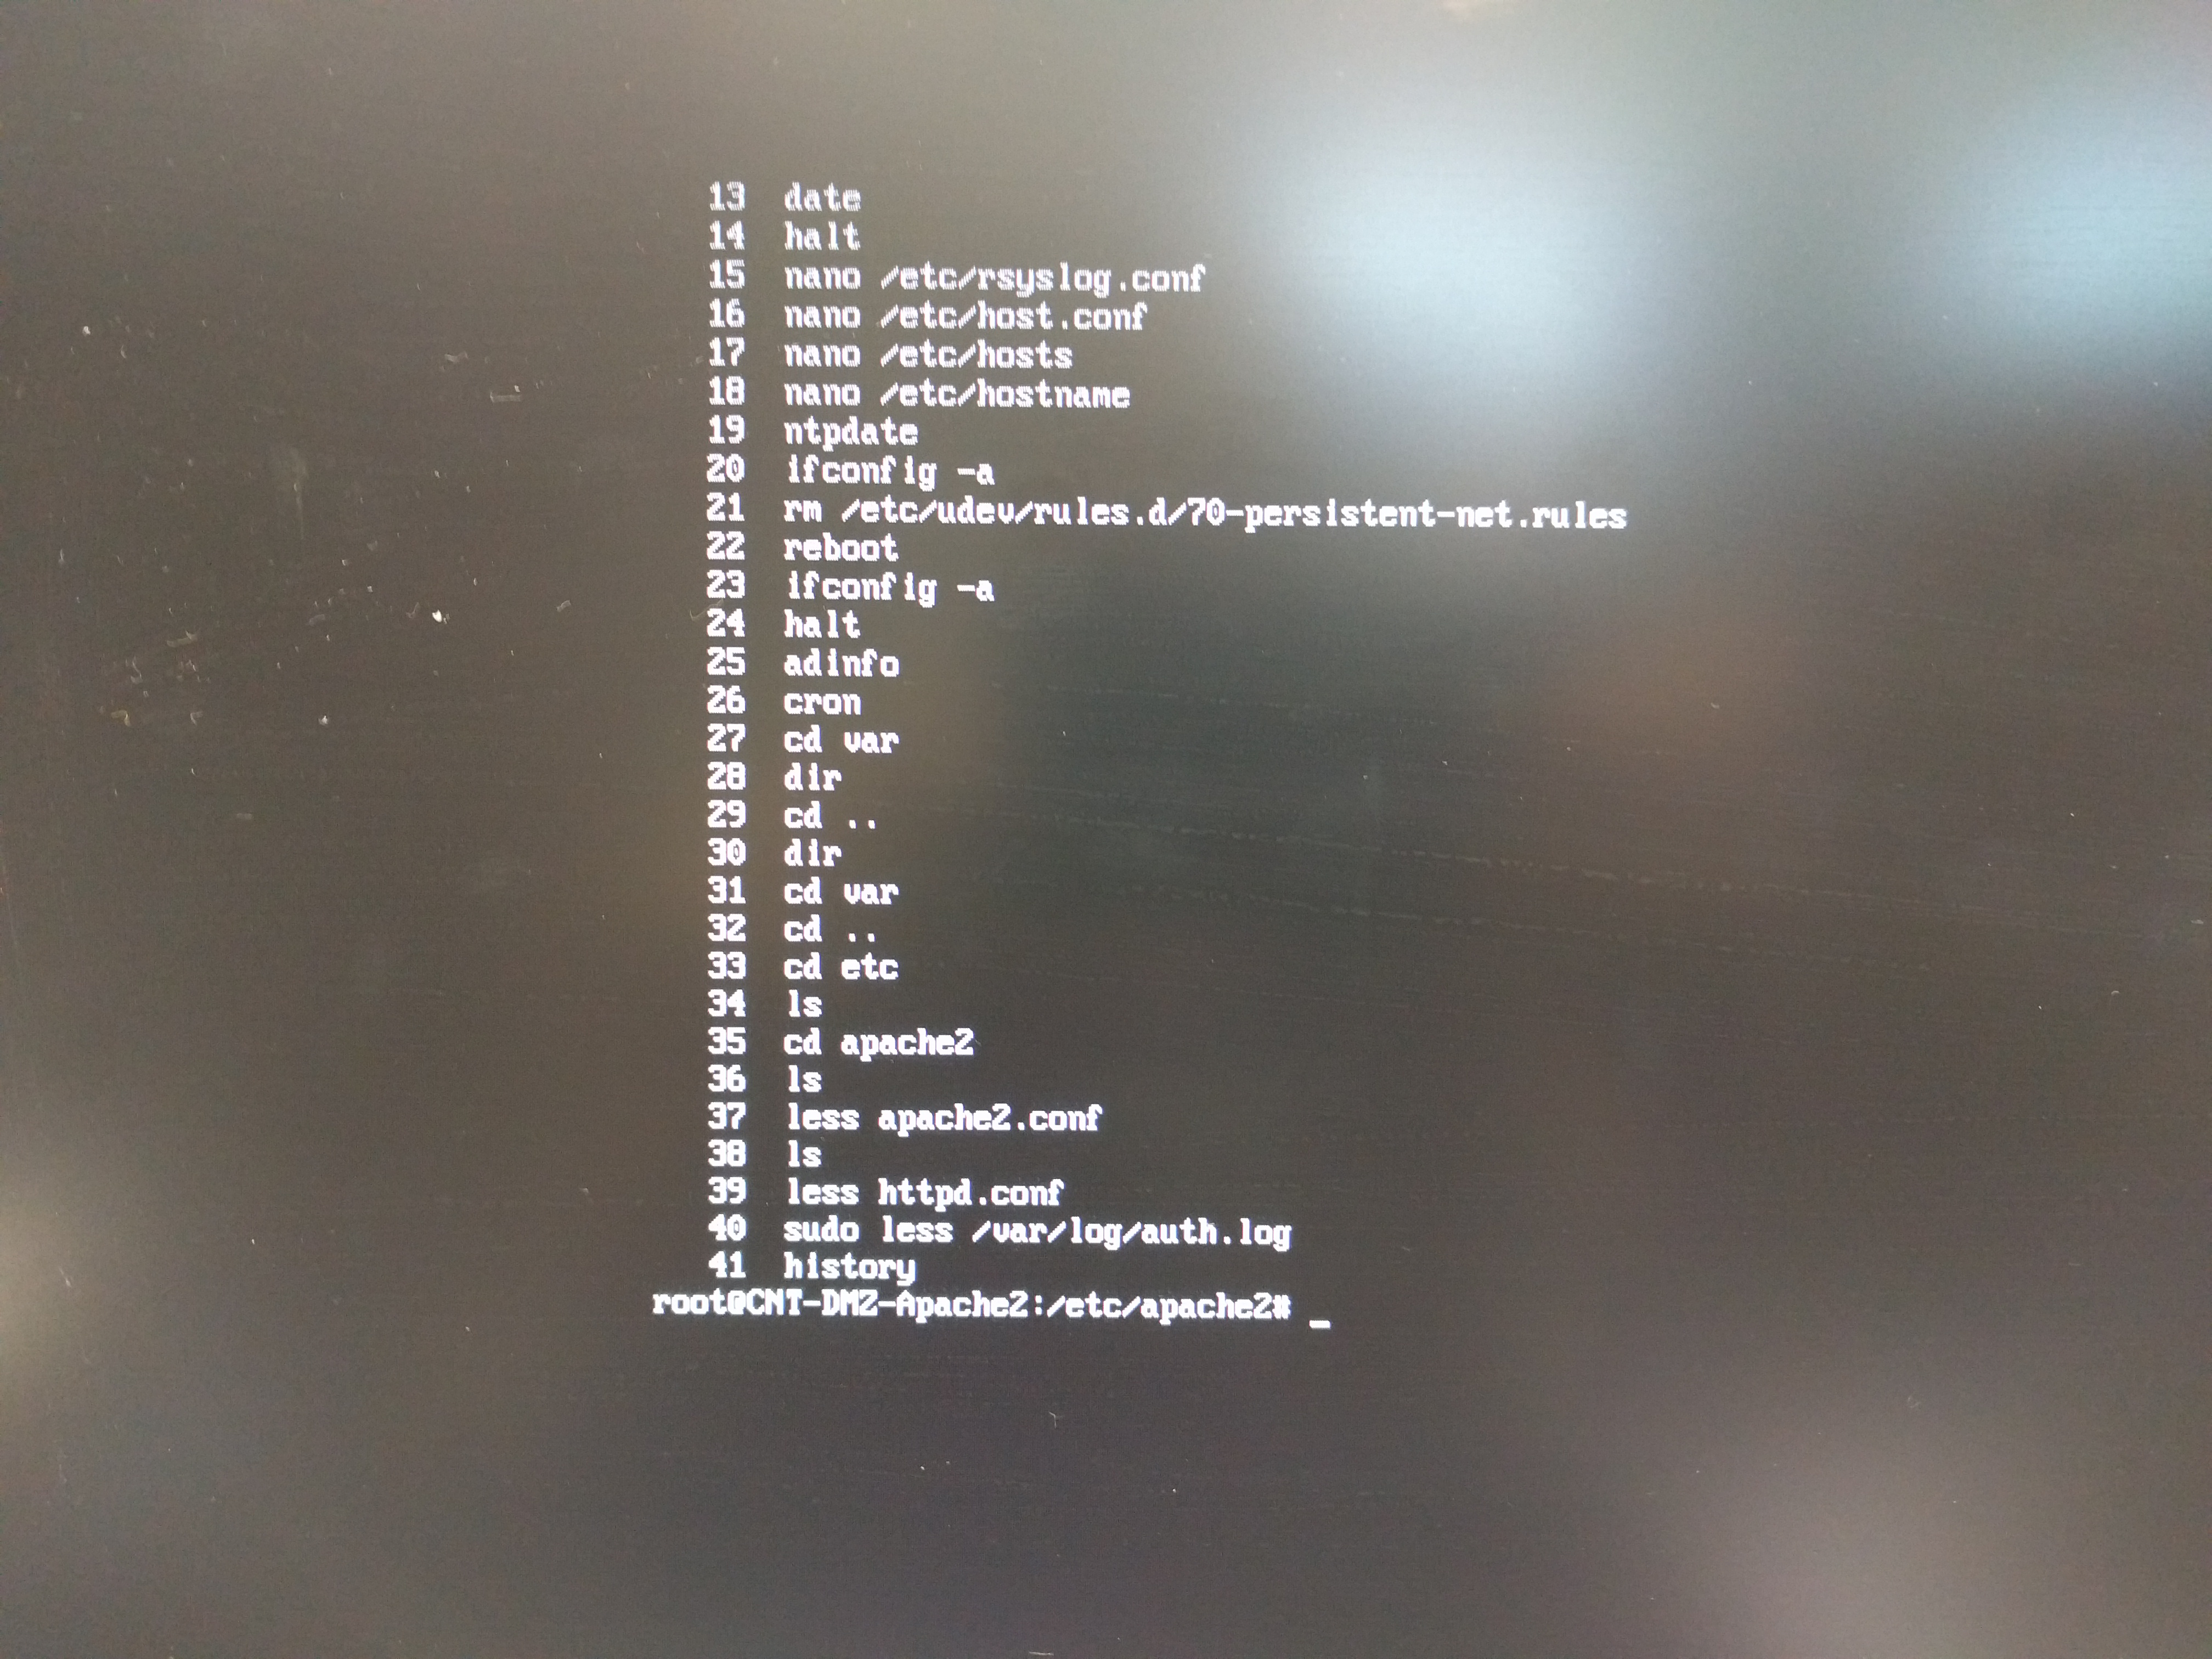 13 date
14 halt
15 nano /etc/rsyslog.conf
16 nano /etc/host.conf
17 nano /etc/hosts
18 nano /etc/hostname
19 ntpdate
20 ifconfig -a
21 rm /etc/udev/rules.d/70-persistent-net.rules
22 reboot
23 ifconfig -a
24 halt
25 adinfo
26 cron
27 cd var
28 dir
29 cd ..
30 dir
31 cd var
32 cd ..
33 cd etc
34 ls
35 cd apache2
36 ls
37 less apache2.conf
38 ls
39 less httpd.conf
40 sudo less /var/log/auth.log
41 history
root@CNT-DMZ-Apache2:/etc/apache2# _